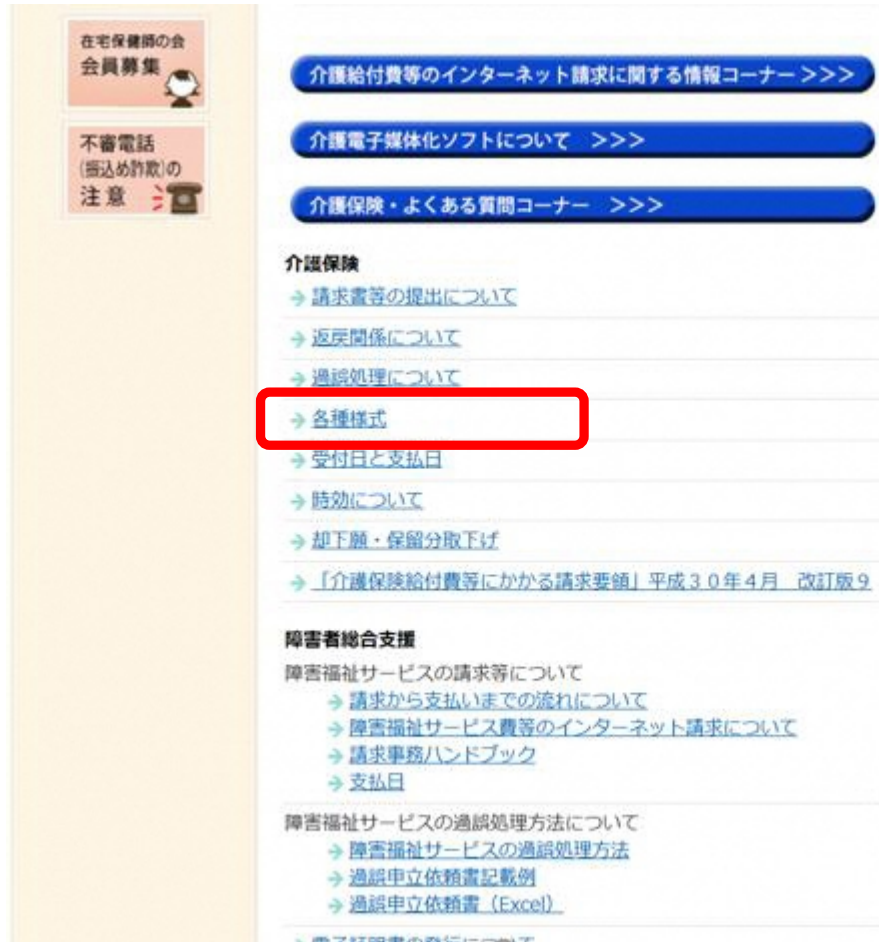 在宅保健師の会
会員募集
不審電話
(振込め詐欺)の
注意
介護給付費等のインターネット請求に関する情報コーナー>>>
介護電子媒体化ソフトについて　>>>
介護保険・よくある質問コーナー　>>>
介護保険
請求書等の提出について
返戻関係について
過誤処理について
各種様式
受付日と支払日
時効について
却下願・保留分取下げ
「介護保険給付費等にかかる請求要領」平成３０年４月　改訂版９
障害者総合支援
障害福祉サービスの請求等について
請求から支払いまでの流れについて
障害福祉サービス費等のインターネット請求について
請求事務ハンドブック
支払日
障害福祉サービスの過誤処理方法について
障害福祉サービスの過誤処理方法
過誤申立依頼書記載例
過誤申立依頼書（Excel）
電子証明書の発行について